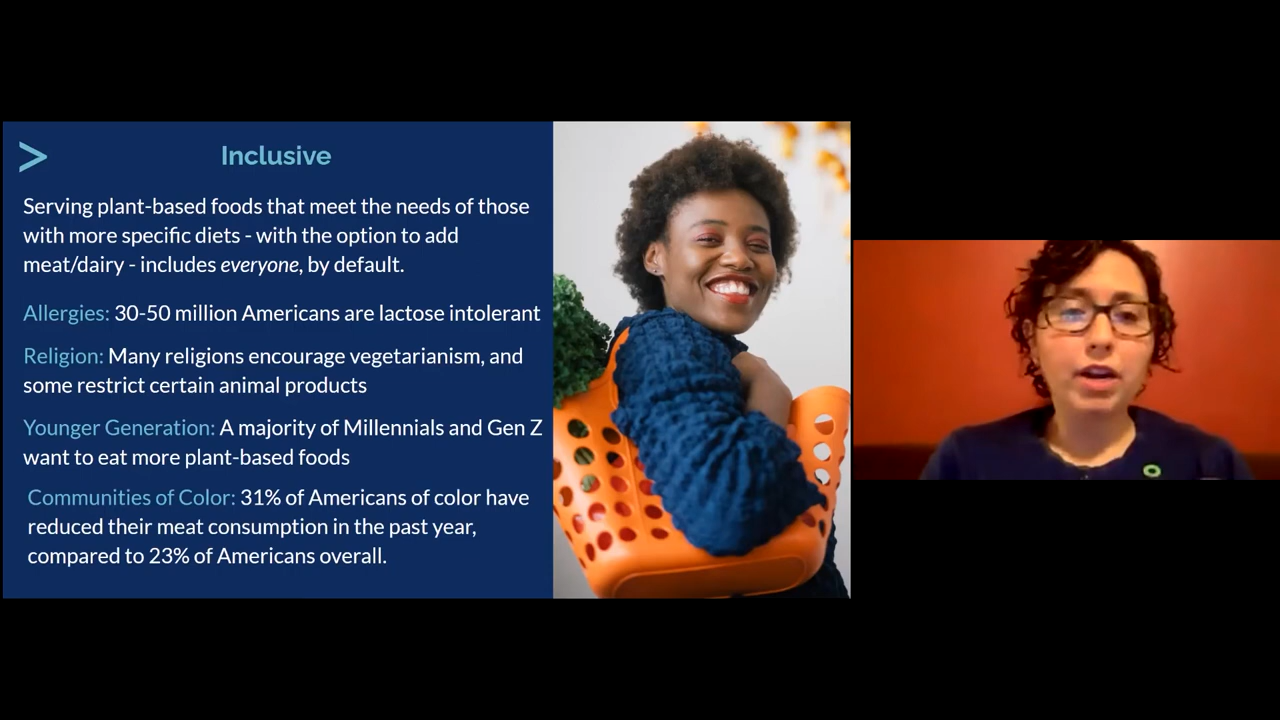 >
Inclusive
Serving plant-based foods that meet the needs of those
with more specific diets - with the option to add
meat/dairy - includes everyone, by default.
Allergies: 30-50 million Americans are lactose intolerant
Religion: Many religions encourage vegetarianism, and
some restrict certain animal products
Younger Generation: A majority of Millennials and Gen Z
want to eat more plant-based foods
Communities of Color: 31% of Americans of color have
reduced their meat consumption in the past year,
compared to 23% of Americans overall.